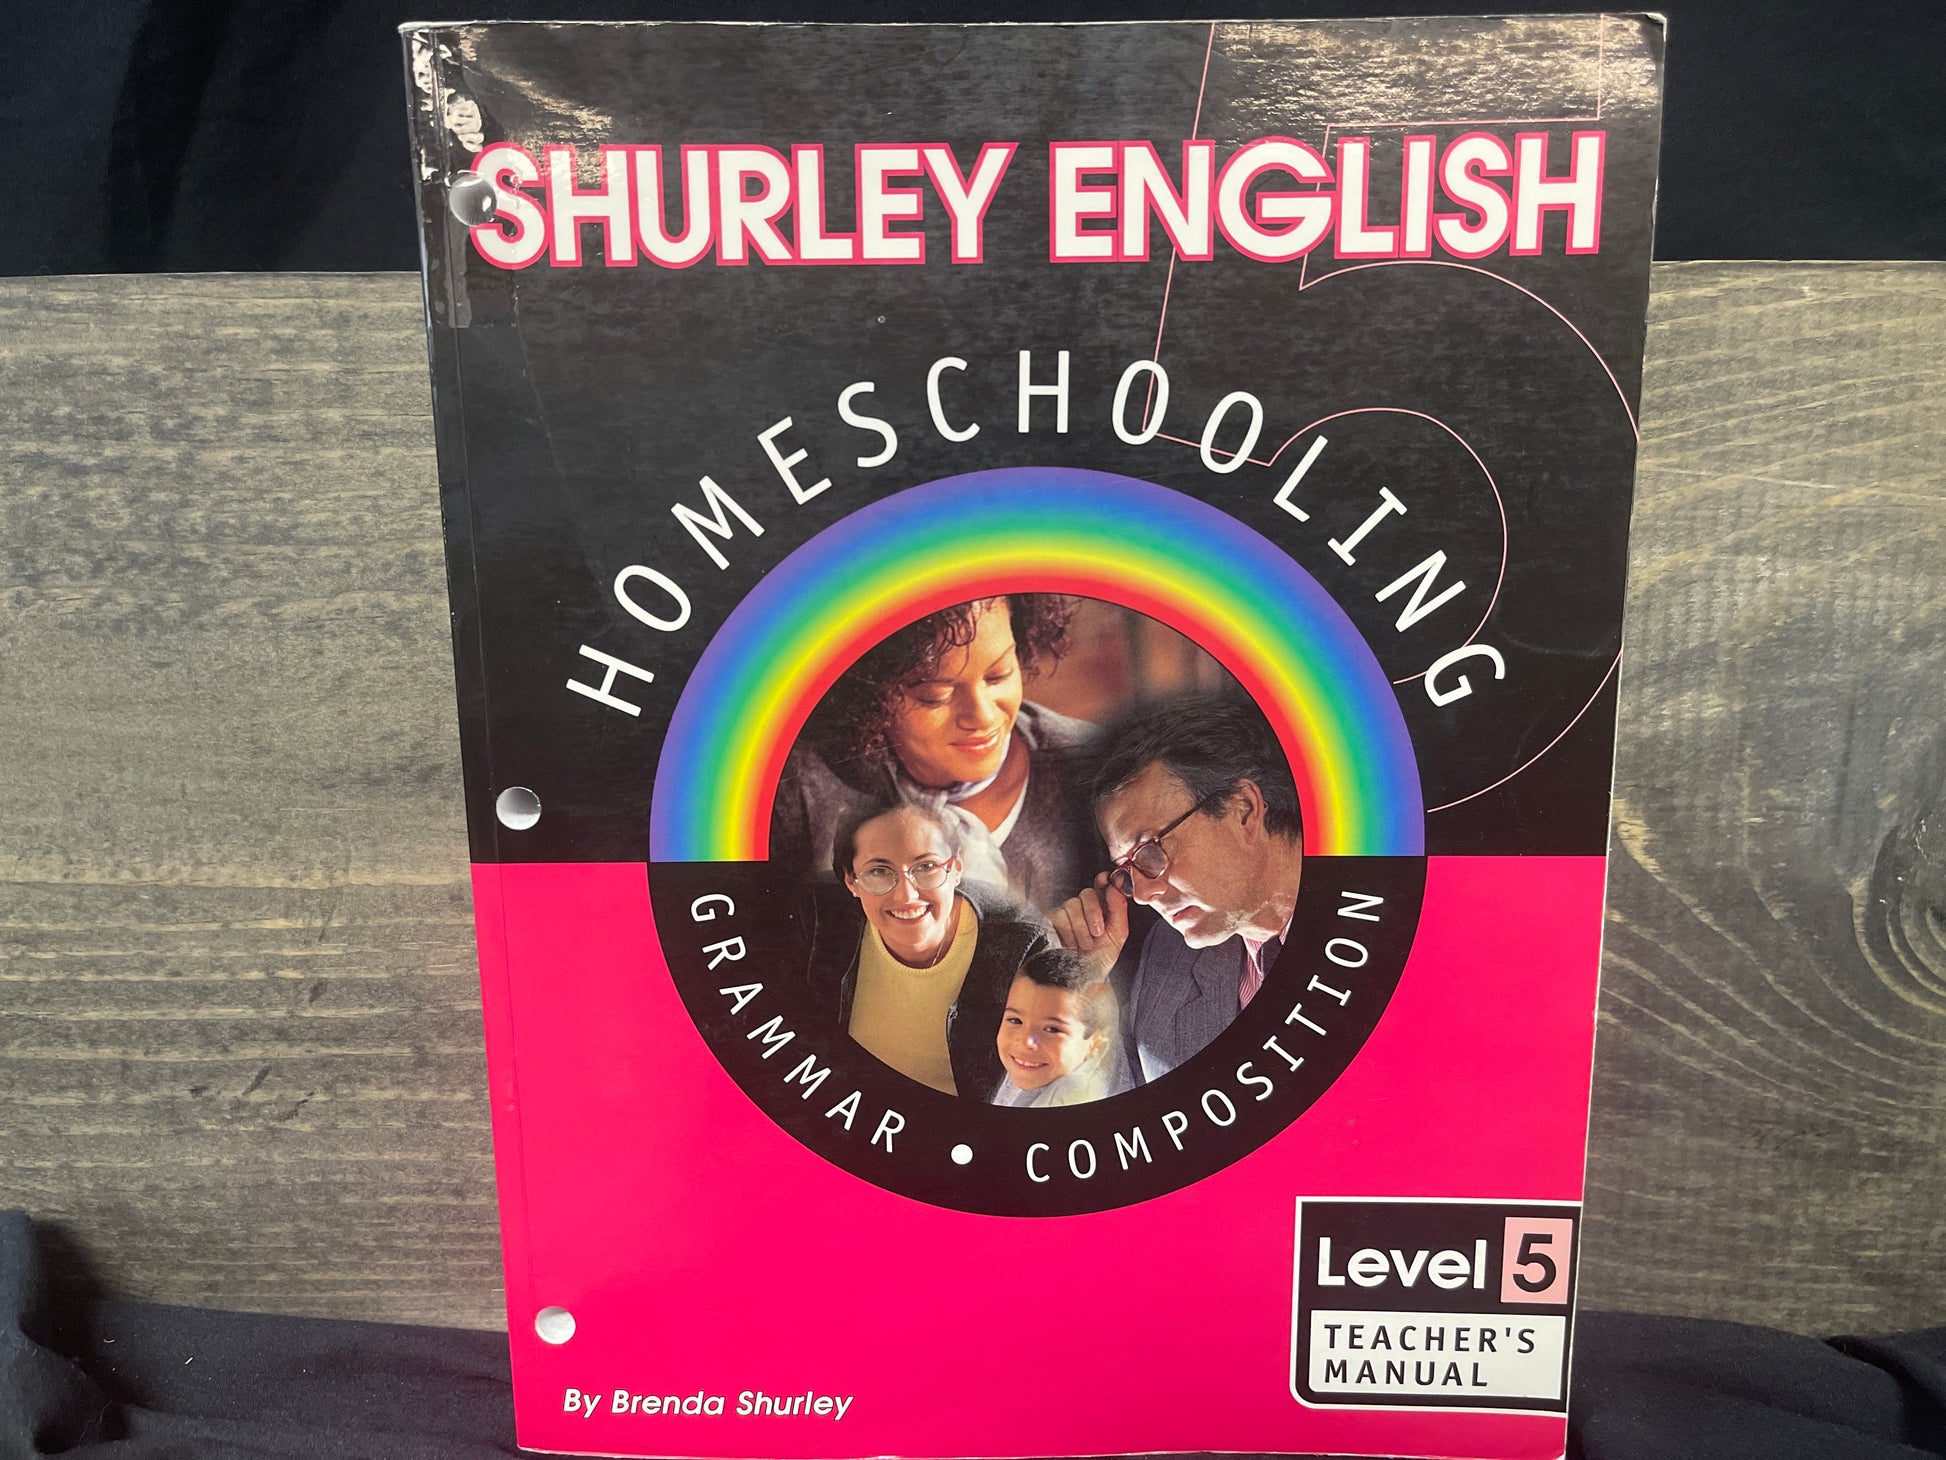 SHURLEY ENGLISH
HOMESCHOOLING
GRAMMAR • COMPOSITION
Level 5
TEACHER'S
MANUAL
By Brenda Shurley